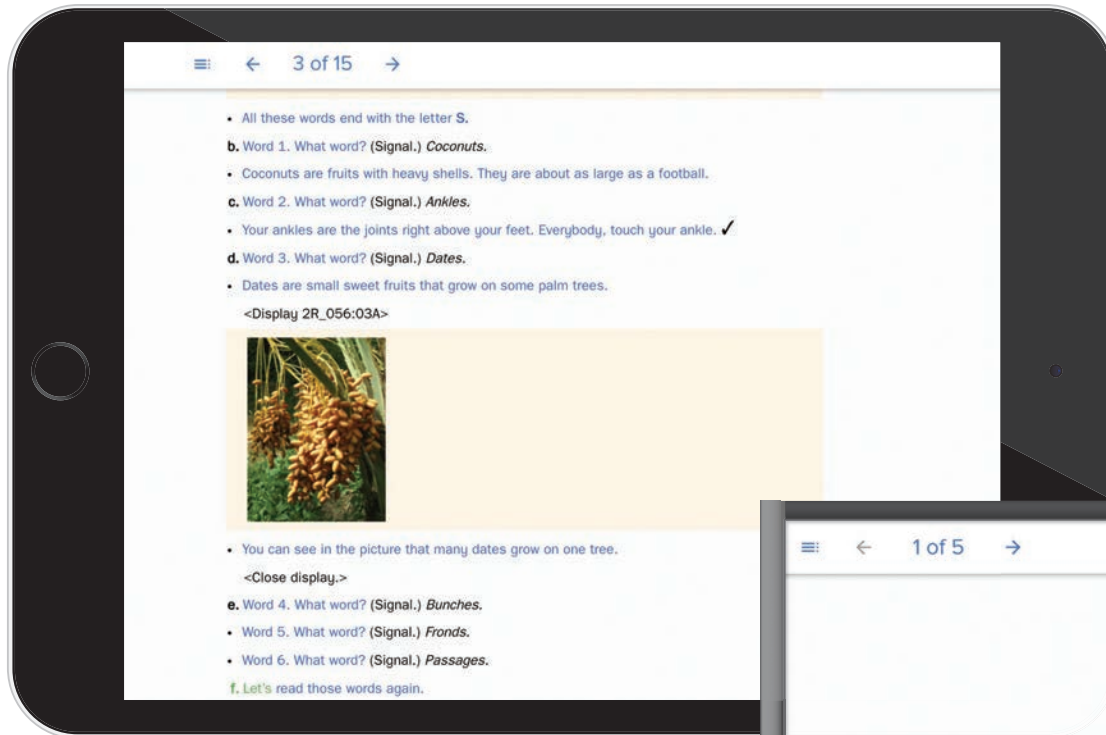 3 of 15
• All these words end with the letter S.
b. Word 1. What word? (Signal.) Coconuts.
• Coconuts are fruits with heavy shells. They are about as large as a football.
c. Word 2. What word? (Signal.) Ankles.
• Your ankles are the joints right above your feet. Everybody, touch your ankle. ✓
d. Word 3. What word? (Signal.) Dates.
• Dates are small sweet fruits that grow on some palm trees.
<Display 2R_056:03A>
• You can see in the picture that many dates grow on one tree.
<Close display.>
e. Word 4. What word? (Signal.) Bunches.
• Word 5. What word? (Signal.) Fronds.
• Word 6. What word? (Signal.) Passages.
f. Let's read those words again.
1 of 5